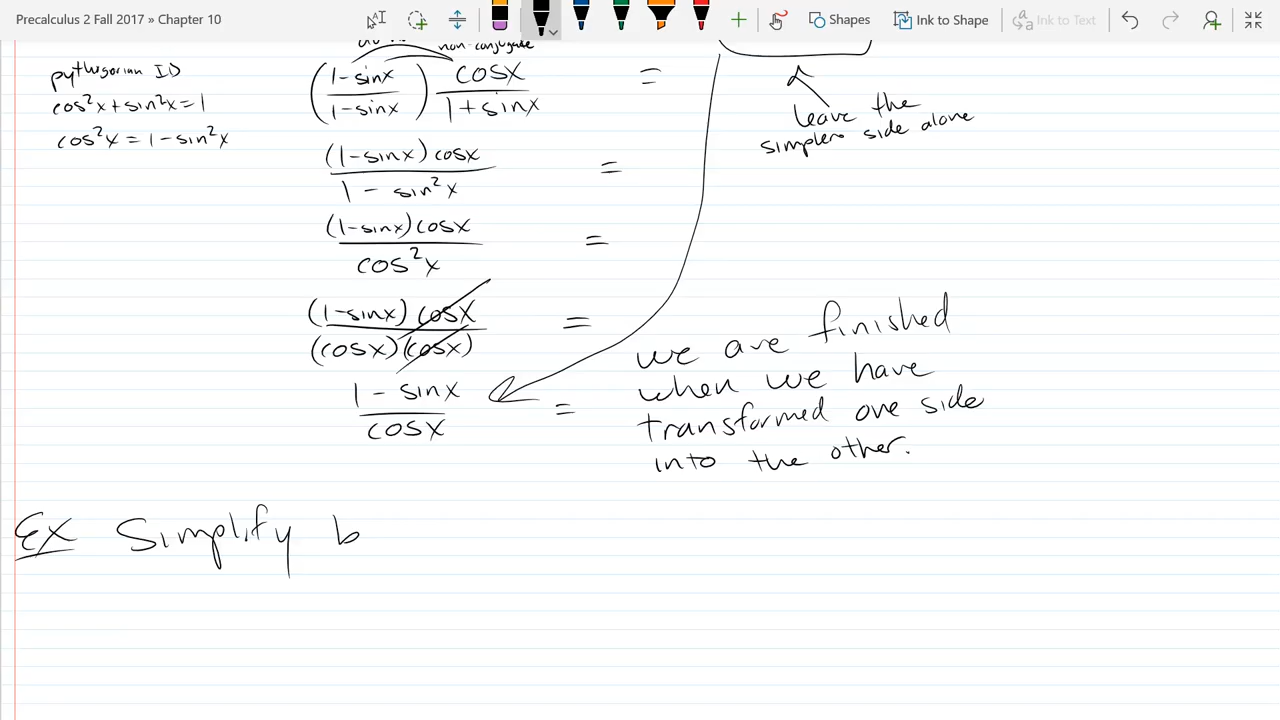 Precalculus 2 Fall 2017 » Chapter 10
Shapes
Ink to Shape
Ink to Text
non-conjugate
pythagorian ID
cos²x + sin²x = 1
cos²x = 1 - sin²x
((1-sinx)/(1-sinx)) cosx/(1+sinx) =
leave the
simpler side alone
(1-sinx) cosx / (1 - sin²x) =
(1-sinx) cosx / cos²x =
(1-sinx) cosx / (cosx)(cosx) =
(1 - sinx) / cosx =
we are finished
when we have
transformed one side
into the other.
EX Simplify b